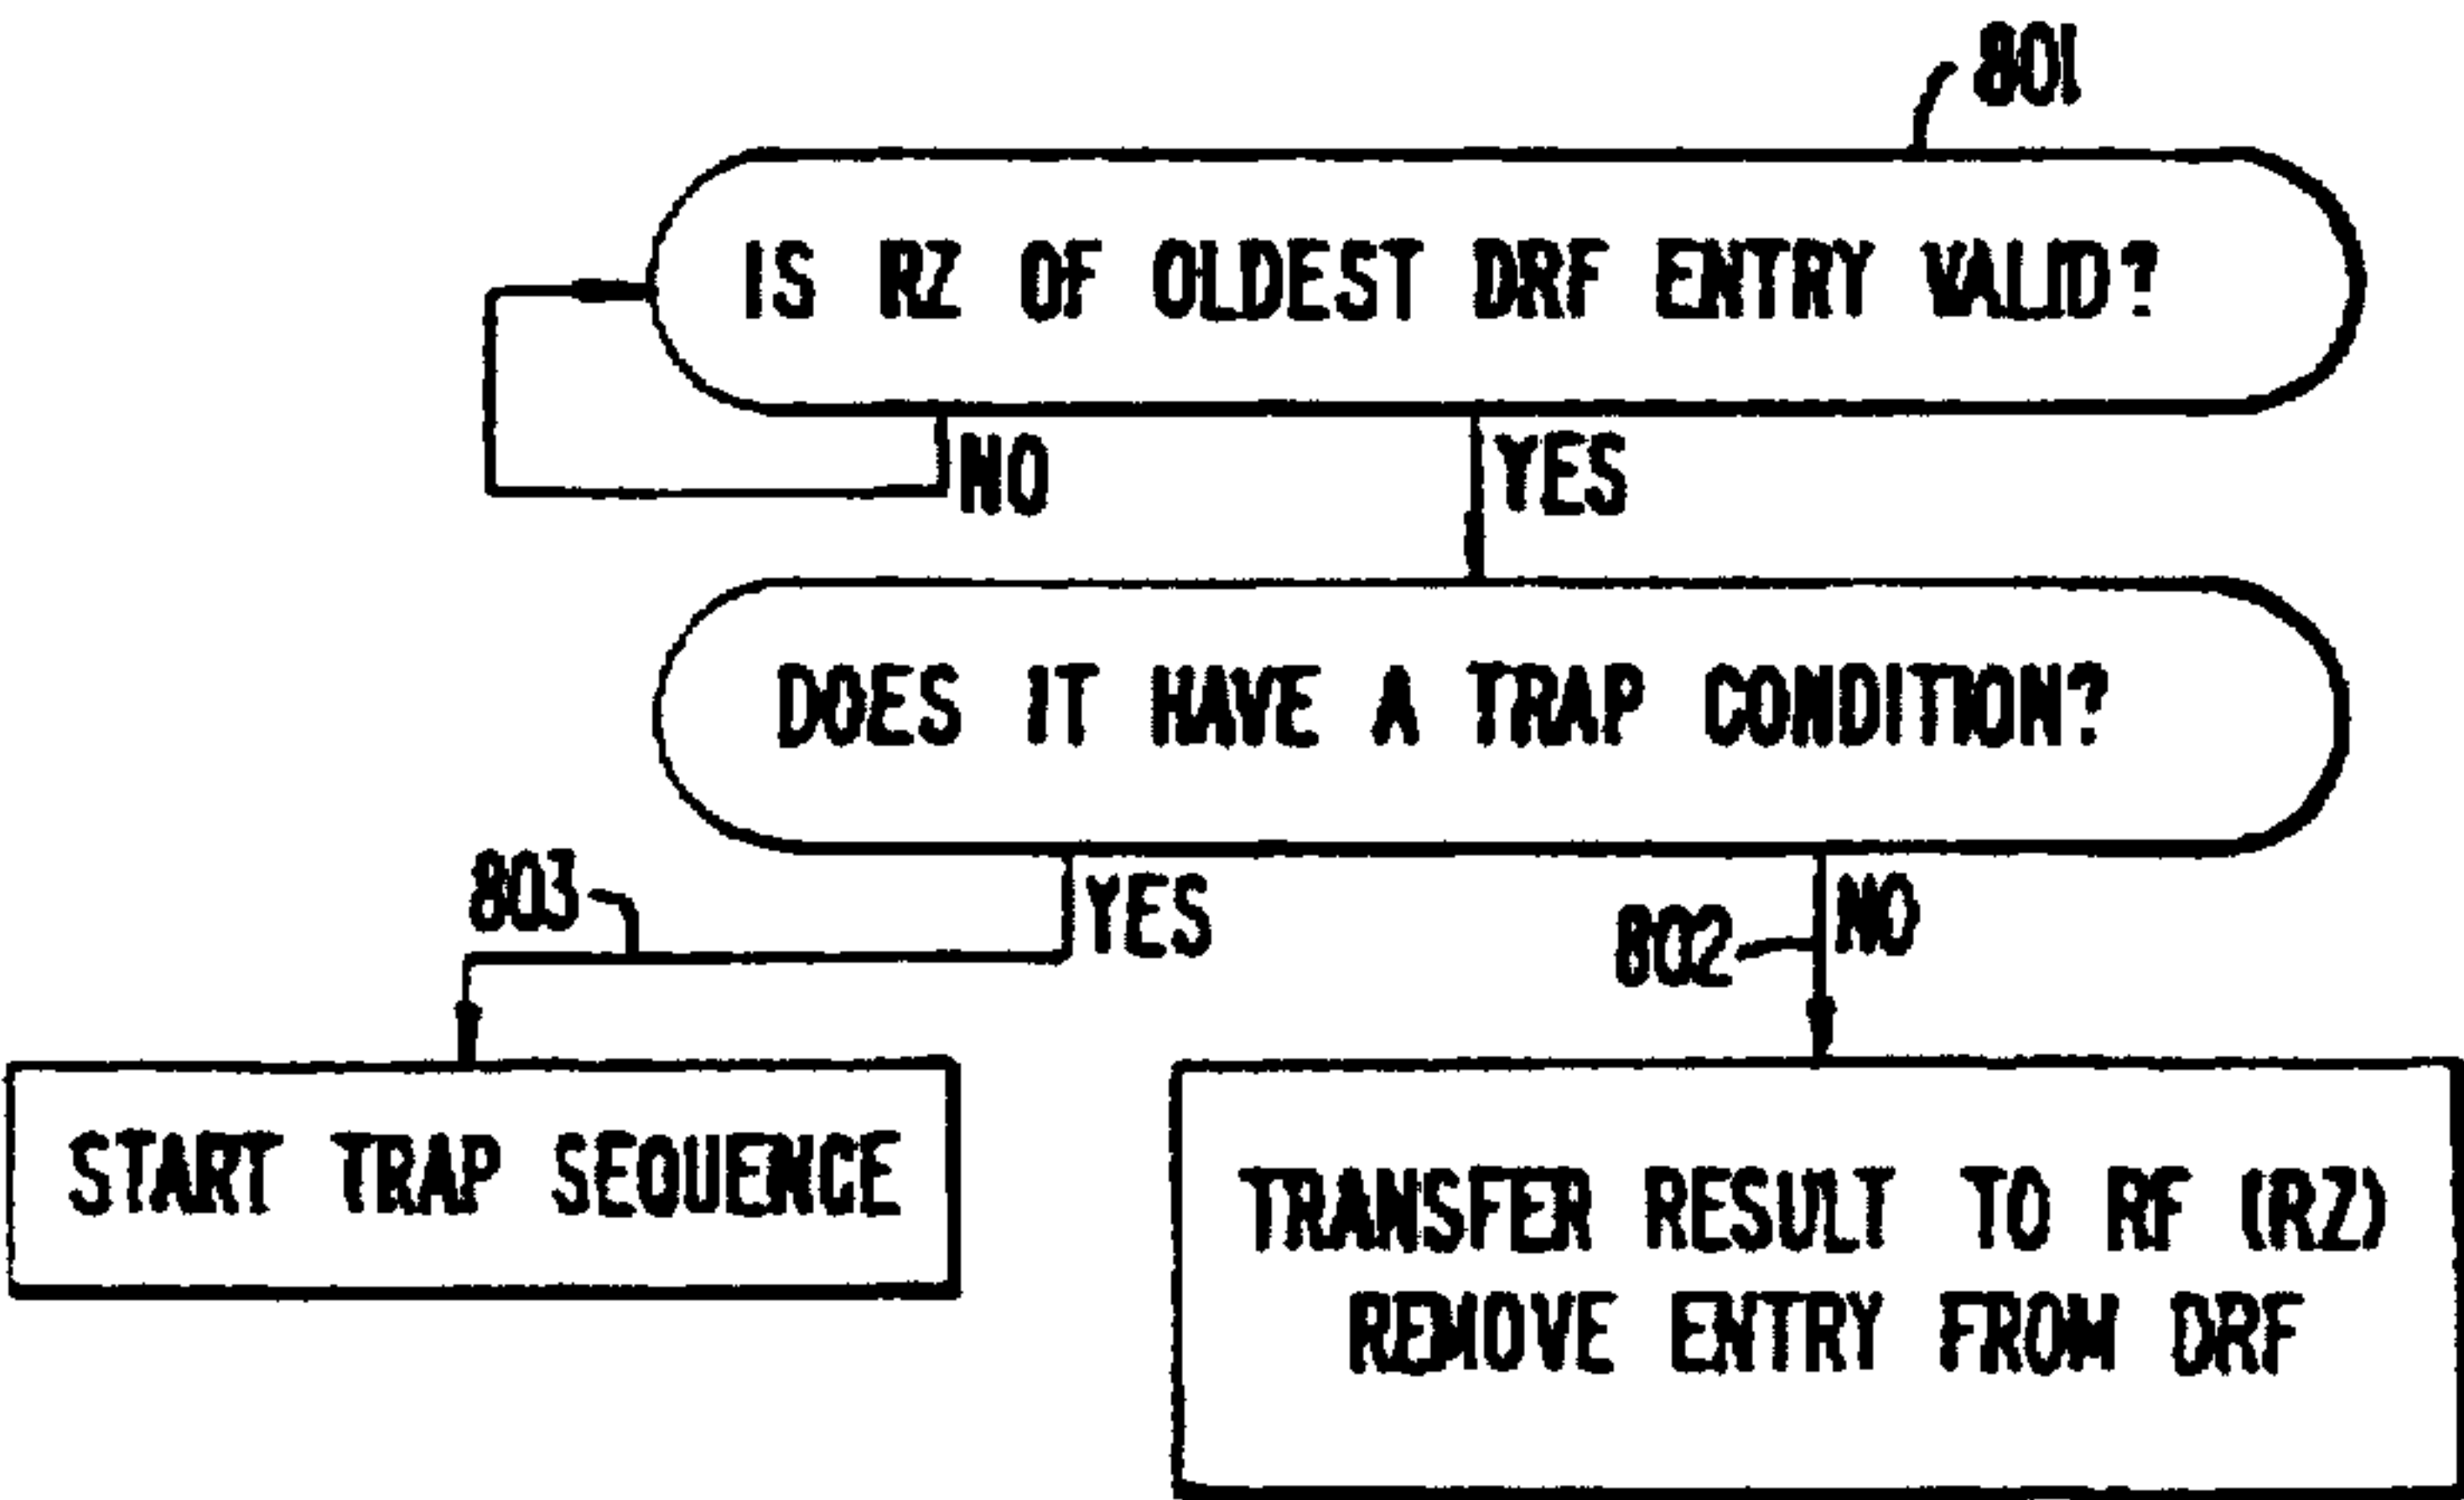 801
IS RZ OF OLDEST DRF ENTRY VALID?
NO
YES
DOES IT HAVE A TRAP CONDITION?
803
YES
802
NO
START TRAP SEQUENCE
TRANSFER RESULT TO RF (RZ)
REMOVE ENTRY FROM DRF